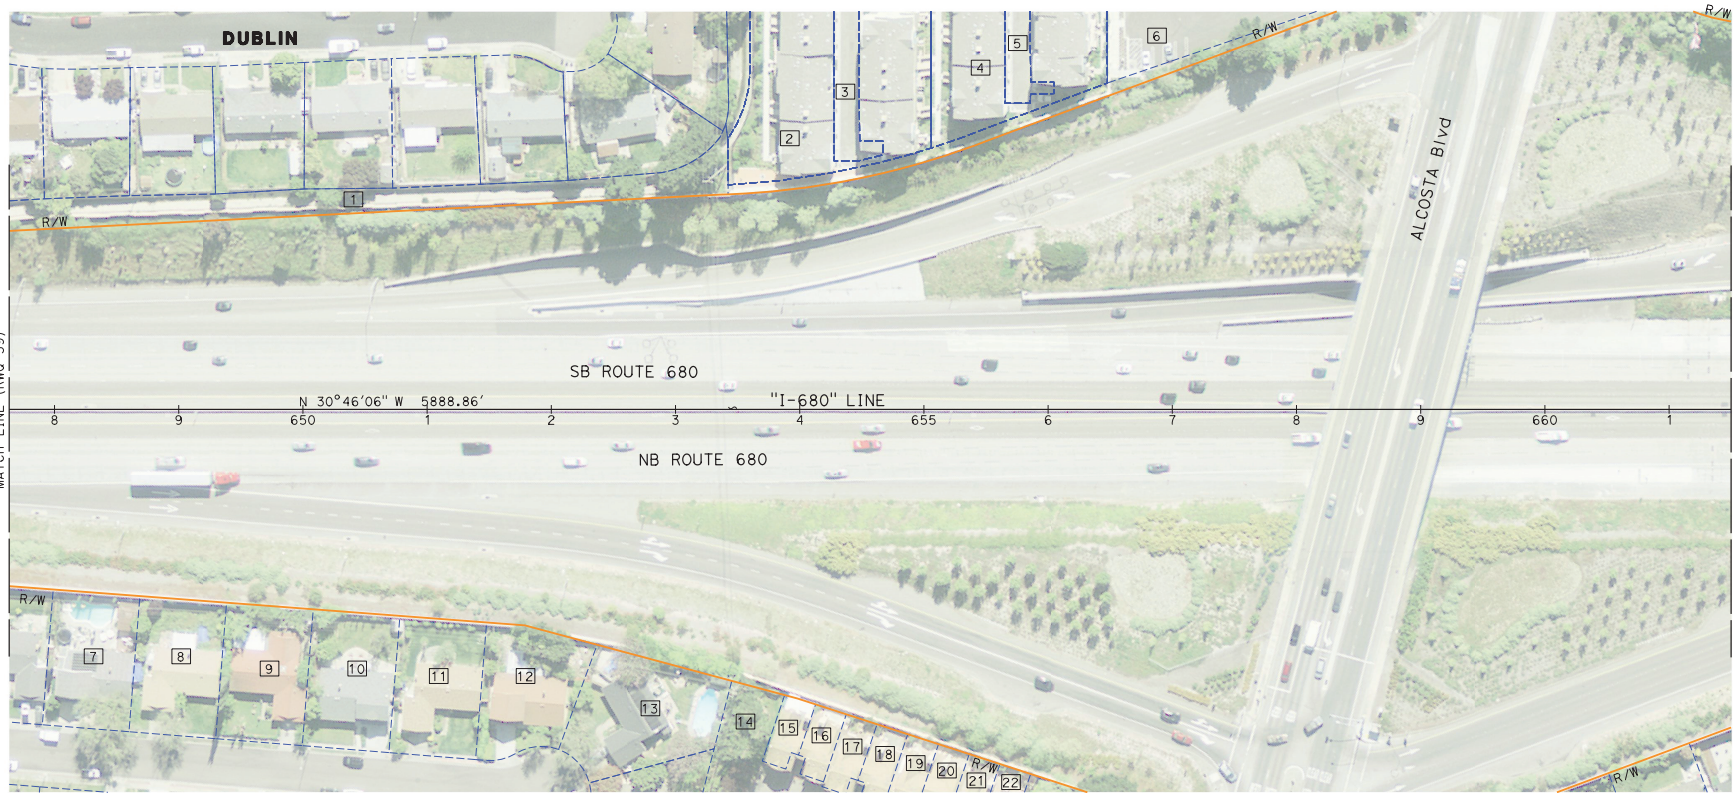 R/W
DUBLIN
R/W
6
5
4
3
2
1
R/W
ALCOSTA Blvd
SB ROUTE 680
N 30°46'06" W 5888.86'
"I-680" LINE
8 9 650 1 2 3 4 655 6 7 8 9 660 1
NB ROUTE 680
R/W
7
8
9
10
11
12
13
14
15
16
17
18
19
20
21
22
R/W
R/W